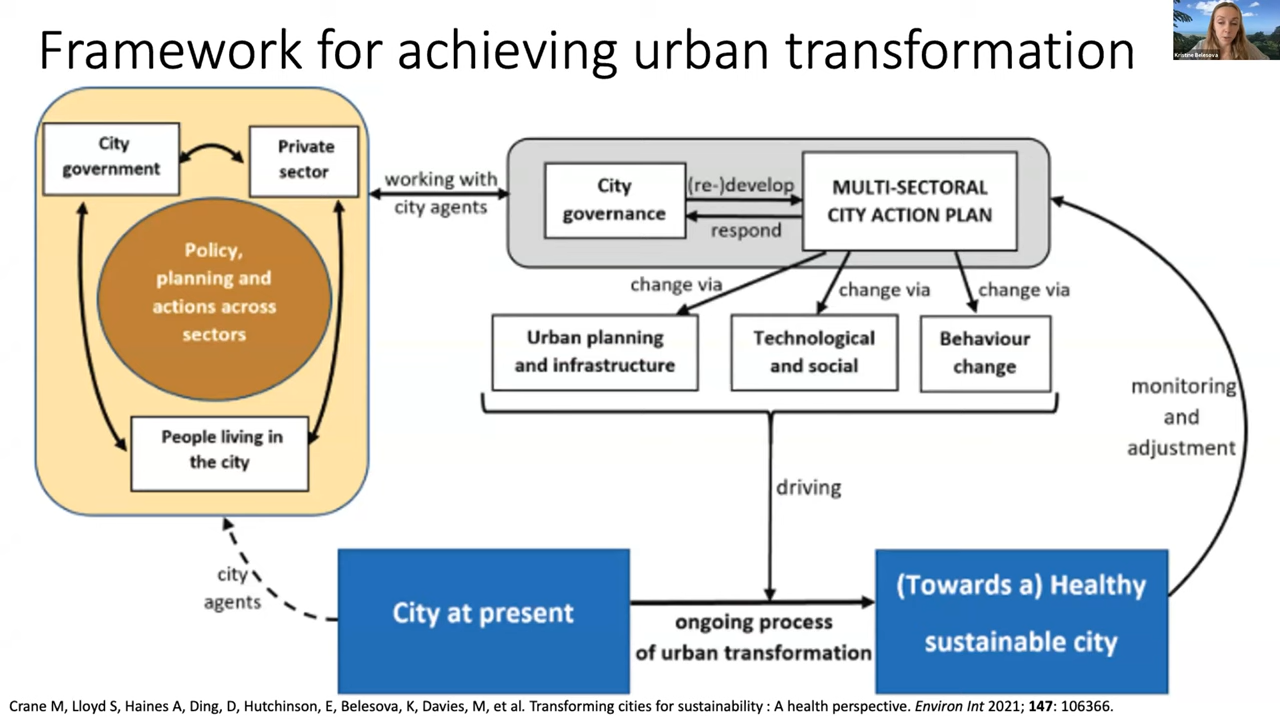 Framework for achieving urban transformation
Kristine Belesova
City
government
Private
sector
Policy,
planning and
actions across
sectors
People living in
the city
working with
city agents
City
governance
(re-)develop
respond
MULTI-SECTORAL
CITY ACTION PLAN
change via
change via
change via
Urban planning
and infrastructure
Technological
and social
Behaviour
change
monitoring
and
adjustment
driving
city
agents
City at present
ongoing process
of urban transformation
(Towards a) Healthy
sustainable city
Crane M, Lloyd S, Haines A, Ding, D, Hutchinson, E, Belesova, K, Davies, M, et al. Transforming cities for sustainability : A health perspective. Environ Int 2021; 147: 106366.